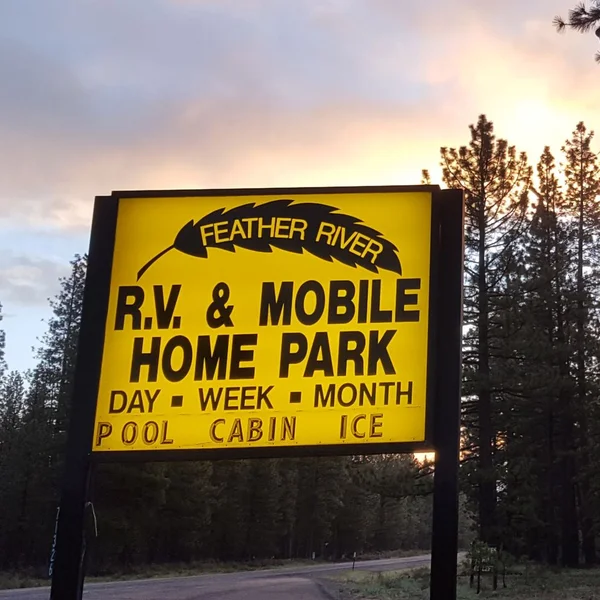 FEATHER RIVER
R.V. & MOBILE
HOME PARK
DAY ▪ WEEK ▪ MONTH
POOL CABIN ICE